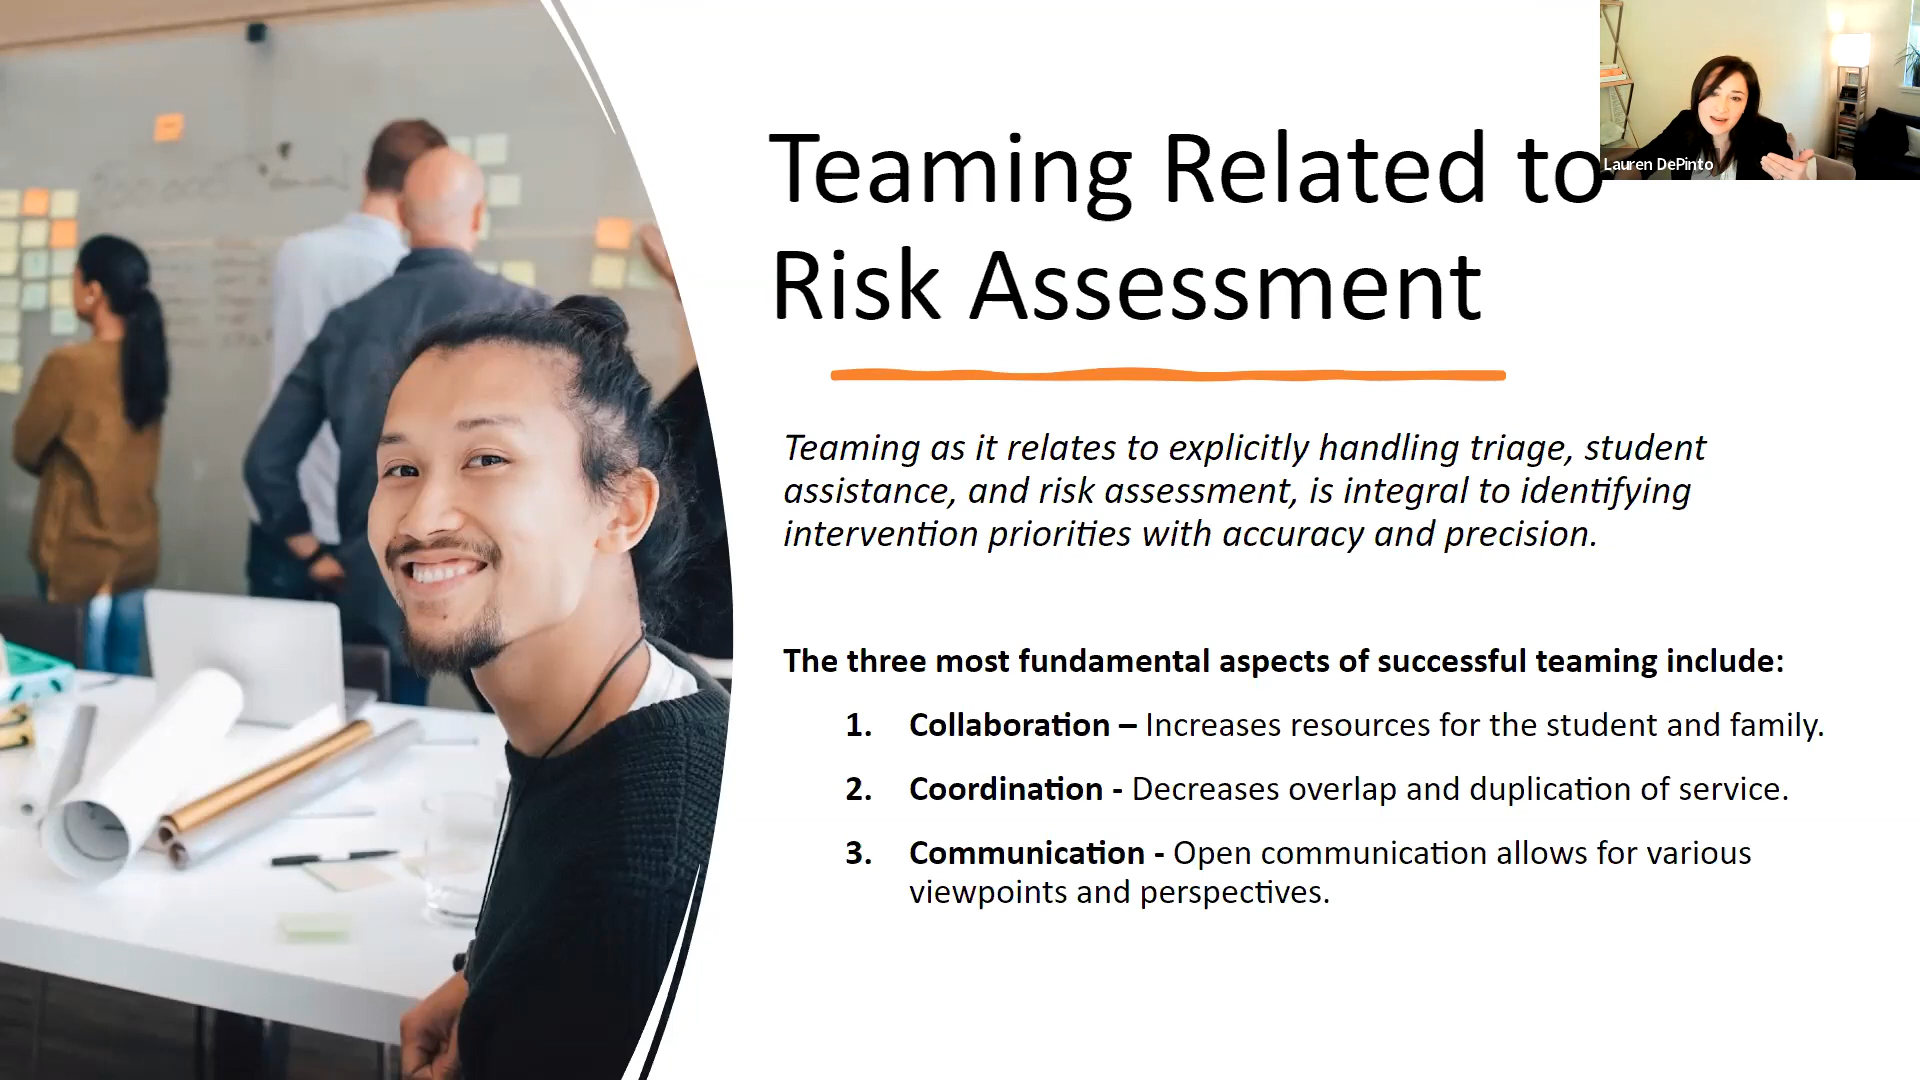 Teaming Related to
Risk Assessment
Lauren DePinto
Teaming as it relates to explicitly handling triage, student
assistance, and risk assessment, is integral to identifying
intervention priorities with accuracy and precision.
The three most fundamental aspects of successful teaming include:
1. Collaboration – Increases resources for the student and family.
2. Coordination - Decreases overlap and duplication of service.
3. Communication - Open communication allows for various
viewpoints and perspectives.